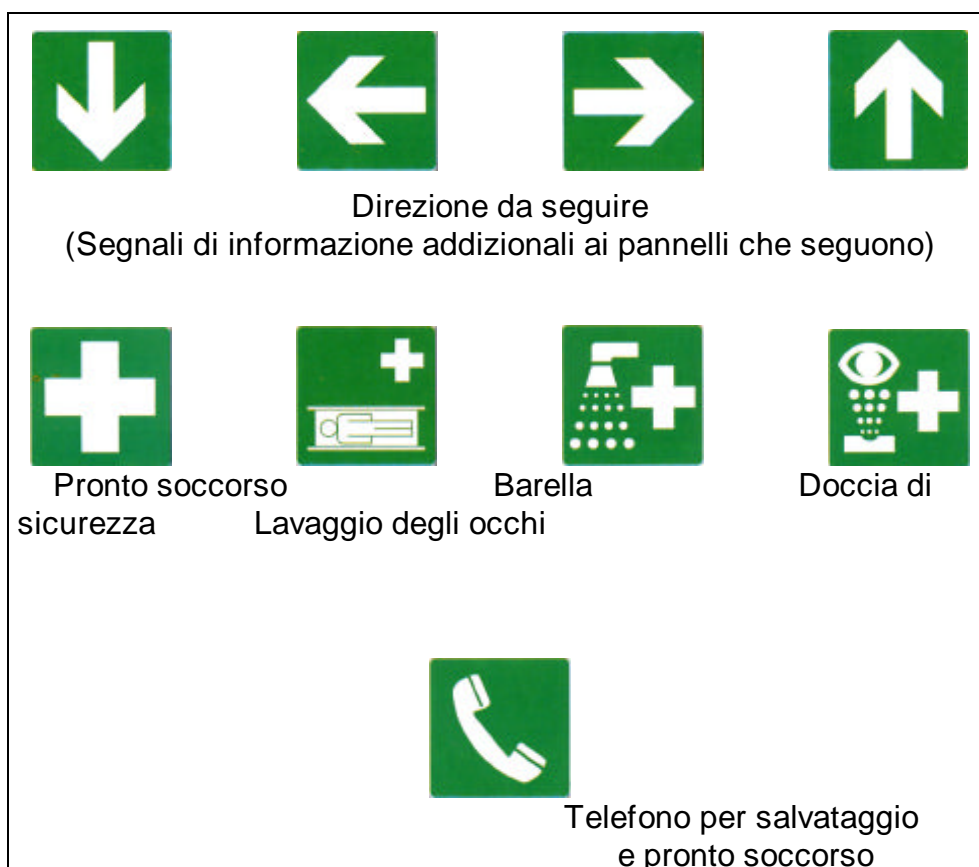 Direzione da seguire
(Segnali di informazione addizionali ai pannelli che seguono)
Pronto soccorso Barella Doccia di
sicurezza Lavaggio degli occhi
Telefono per salvataggio
e pronto soccorso